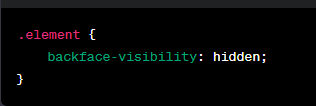 .element {
    backface-visibility: hidden;
}